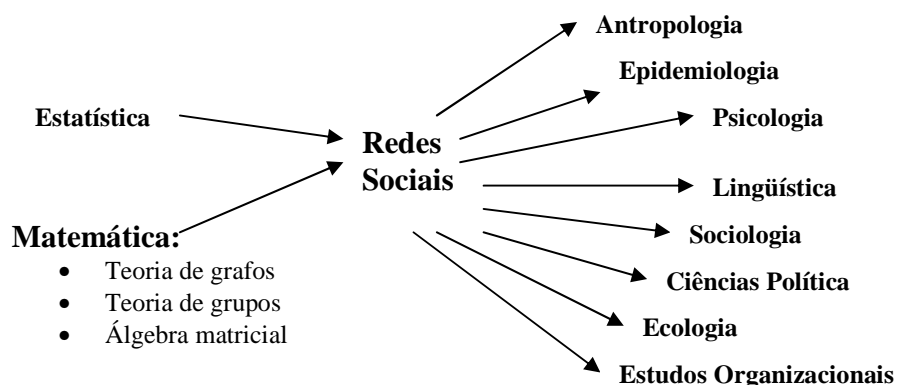 Antropologia
Epidemiologia
Estatística
Psicologia
Redes
Sociais
Lingüística
Matemática:
Sociologia
• Teoria de grafos
Ciências Política
• Teoria de grupos
• Álgebra matricial
Ecologia
Estudos Organizacionais